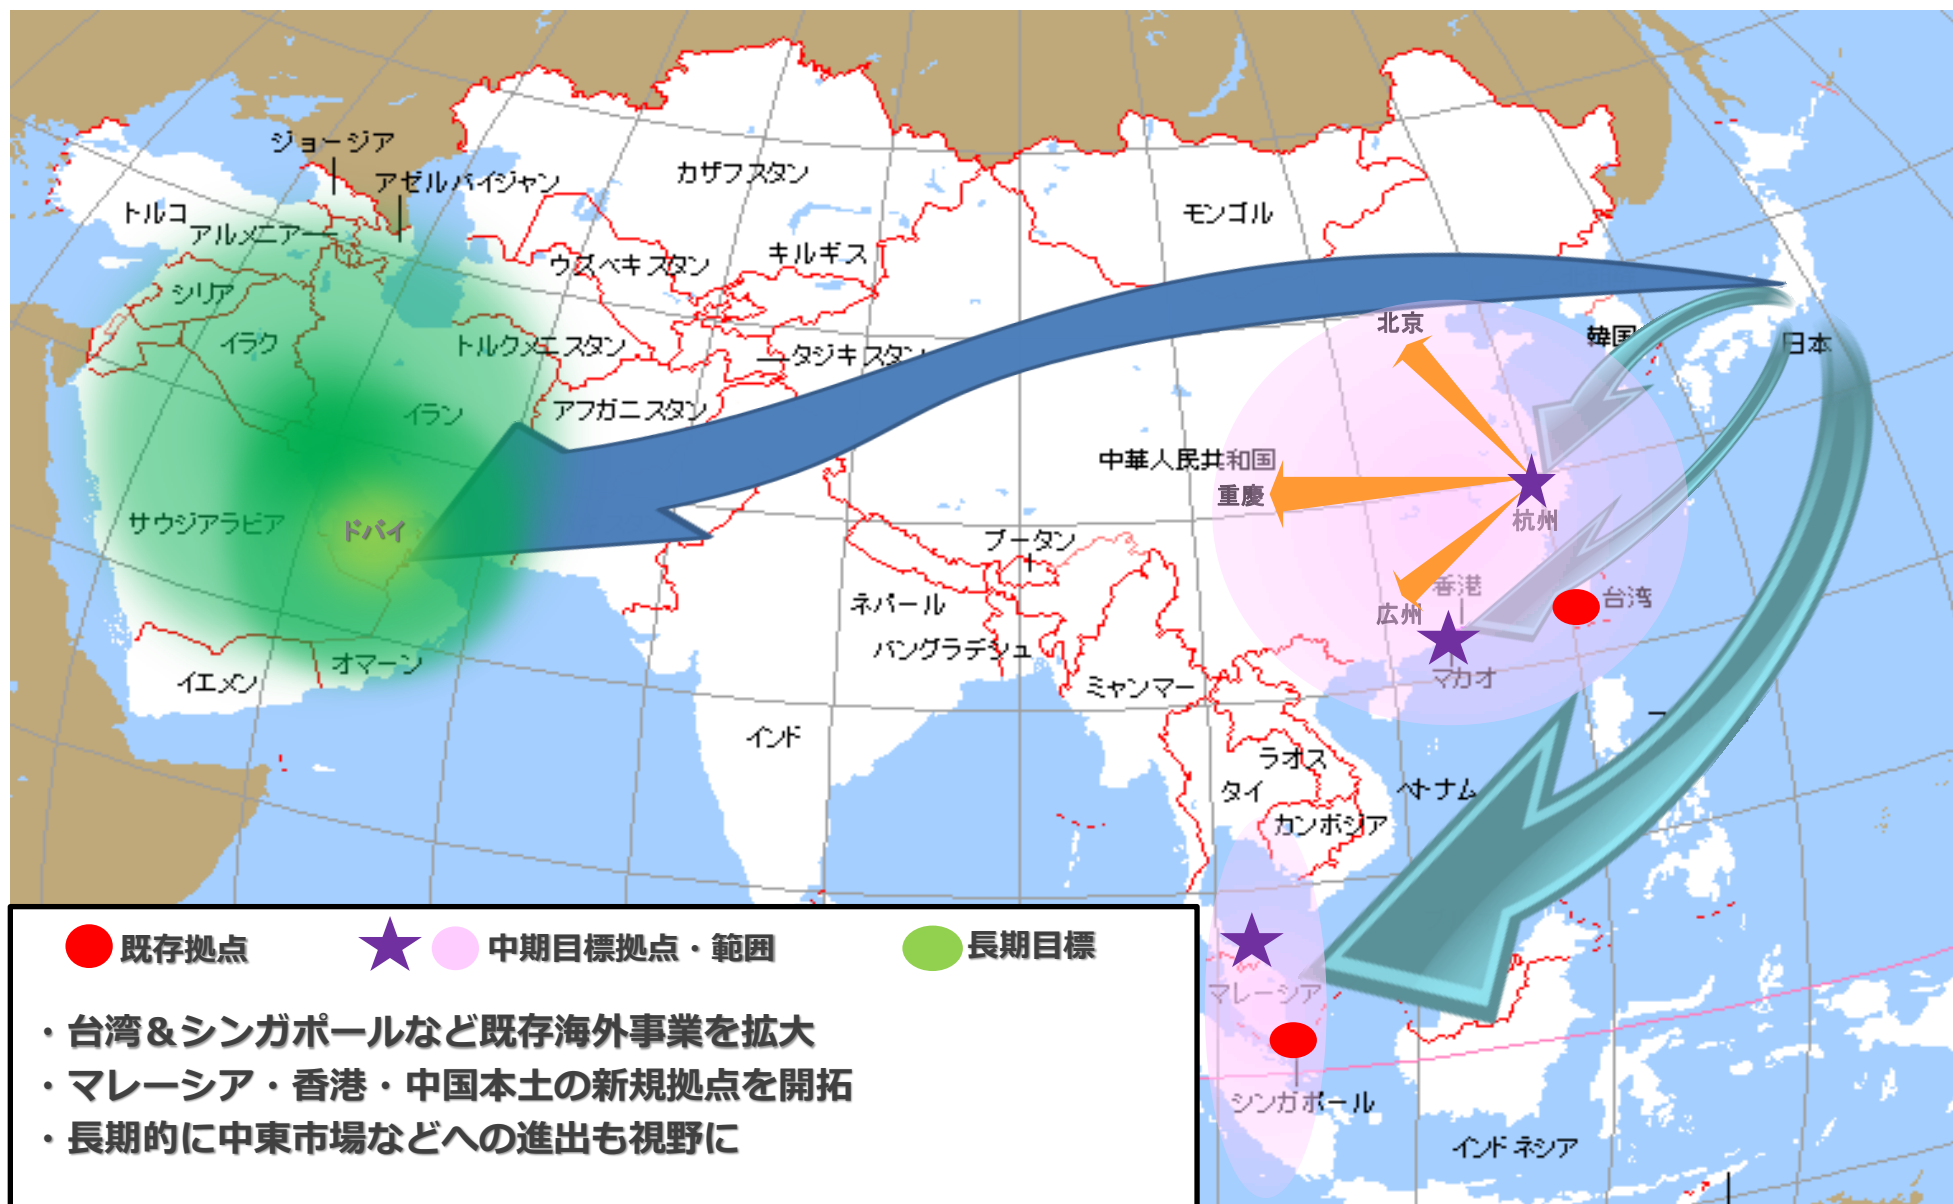 ジョージア
アゼルバイジャン
カザフスタン
トルコ
アルメニア
モンゴル
キルギス
ウズベキスタン
シリア
北京
イラク
トルクメニスタン
タジキスタン
韓国
日本
イラン
アフガニスタン
中華人民共和国
重慶
サウジアラビア
ドバイ
杭州
ブータン
香港
ネパール
広州
台湾
バングラデシュ
イエメン
オマーン
ミャンマー
マカオ
インド
ラオス
タイ
ベトナム
カンボジア
マレーシア
シンガポール
インドネシア
既存拠点
中期目標拠点・範囲
長期目標
・台湾＆シンガポールなど既存海外事業を拡大
・マレーシア・香港・中国本土の新規拠点を開拓
・長期的に中東市場などへの進出も視野に